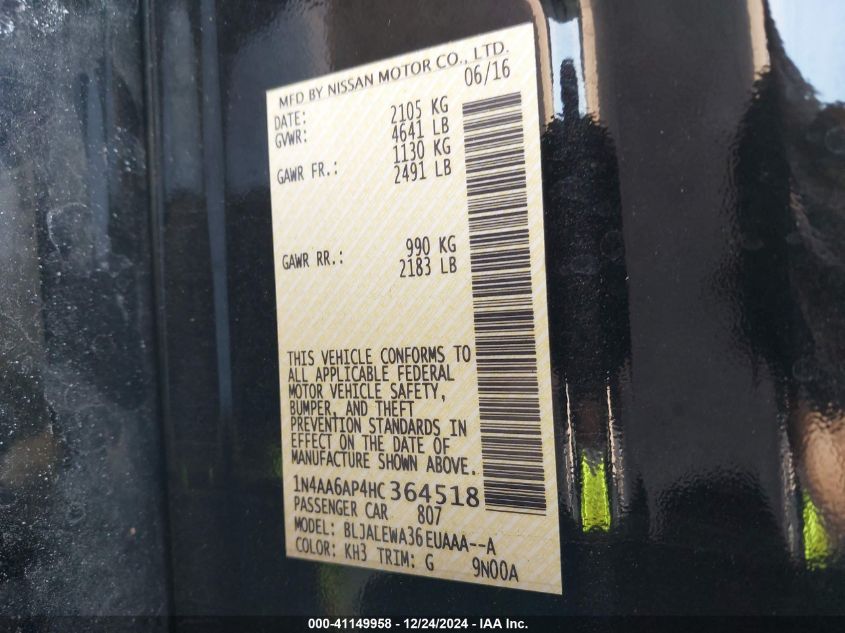 MFD BY NISSAN MOTOR CO., LTD.
DATE: 06/16
GVWR: 2105 KG
4641 LB
GAWR FR.: 1130 KG
2491 LB
GAWR RR.: 990 KG
2183 LB
THIS VEHICLE CONFORMS TO
ALL APPLICABLE FEDERAL
MOTOR VEHICLE SAFETY,
BUMPER, AND THEFT
PREVENTION STANDARDS IN
EFFECT ON THE DATE OF
MANUFACTURE SHOWN ABOVE.
1N4AA6AP4HC364518
PASSENGER CAR 807
MODEL: BLJALEWA36EUAAA--A
COLOR: KH3 TRIM: G 9N00A
000-41149958 - 12/24/2024 - IAA Inc.